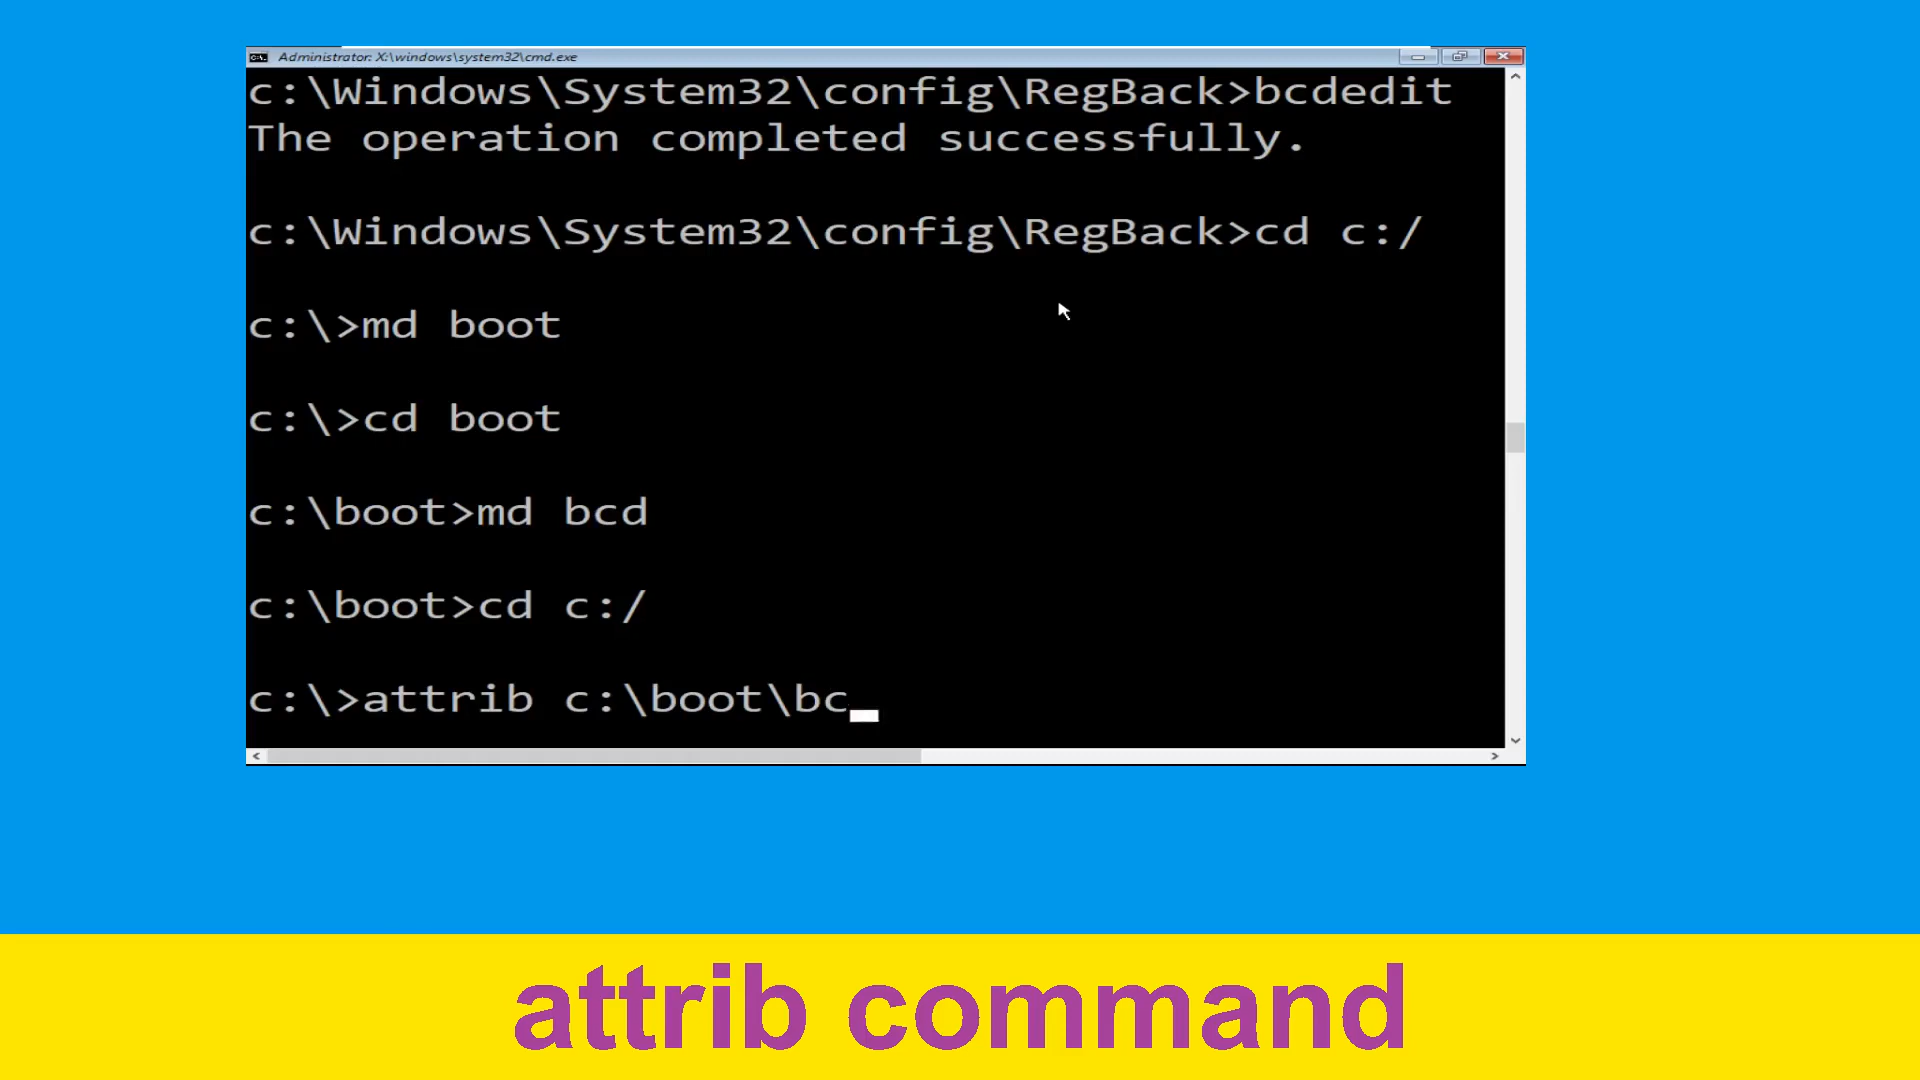 Administrator: X:\windows\system32\cmd.exe
c:\Windows\System32\config\RegBack>bcdedit
The operation completed successfully.
c:\Windows\System32\config\RegBack>cd c:/
c:\>md boot
c:\>cd boot
c:\boot>md bcd
c:\boot>cd c:/
c:\>attrib c:\boot\bc_
attrib command